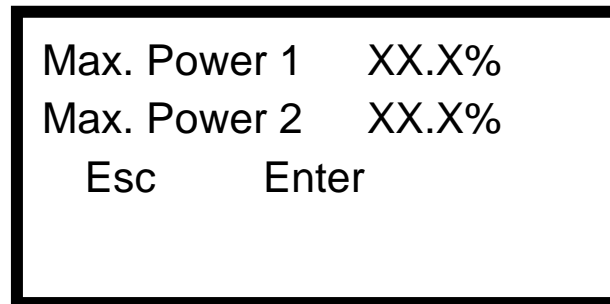 Max. Power 1 XX.X%
Max. Power 2 XX.X%
Esc Enter